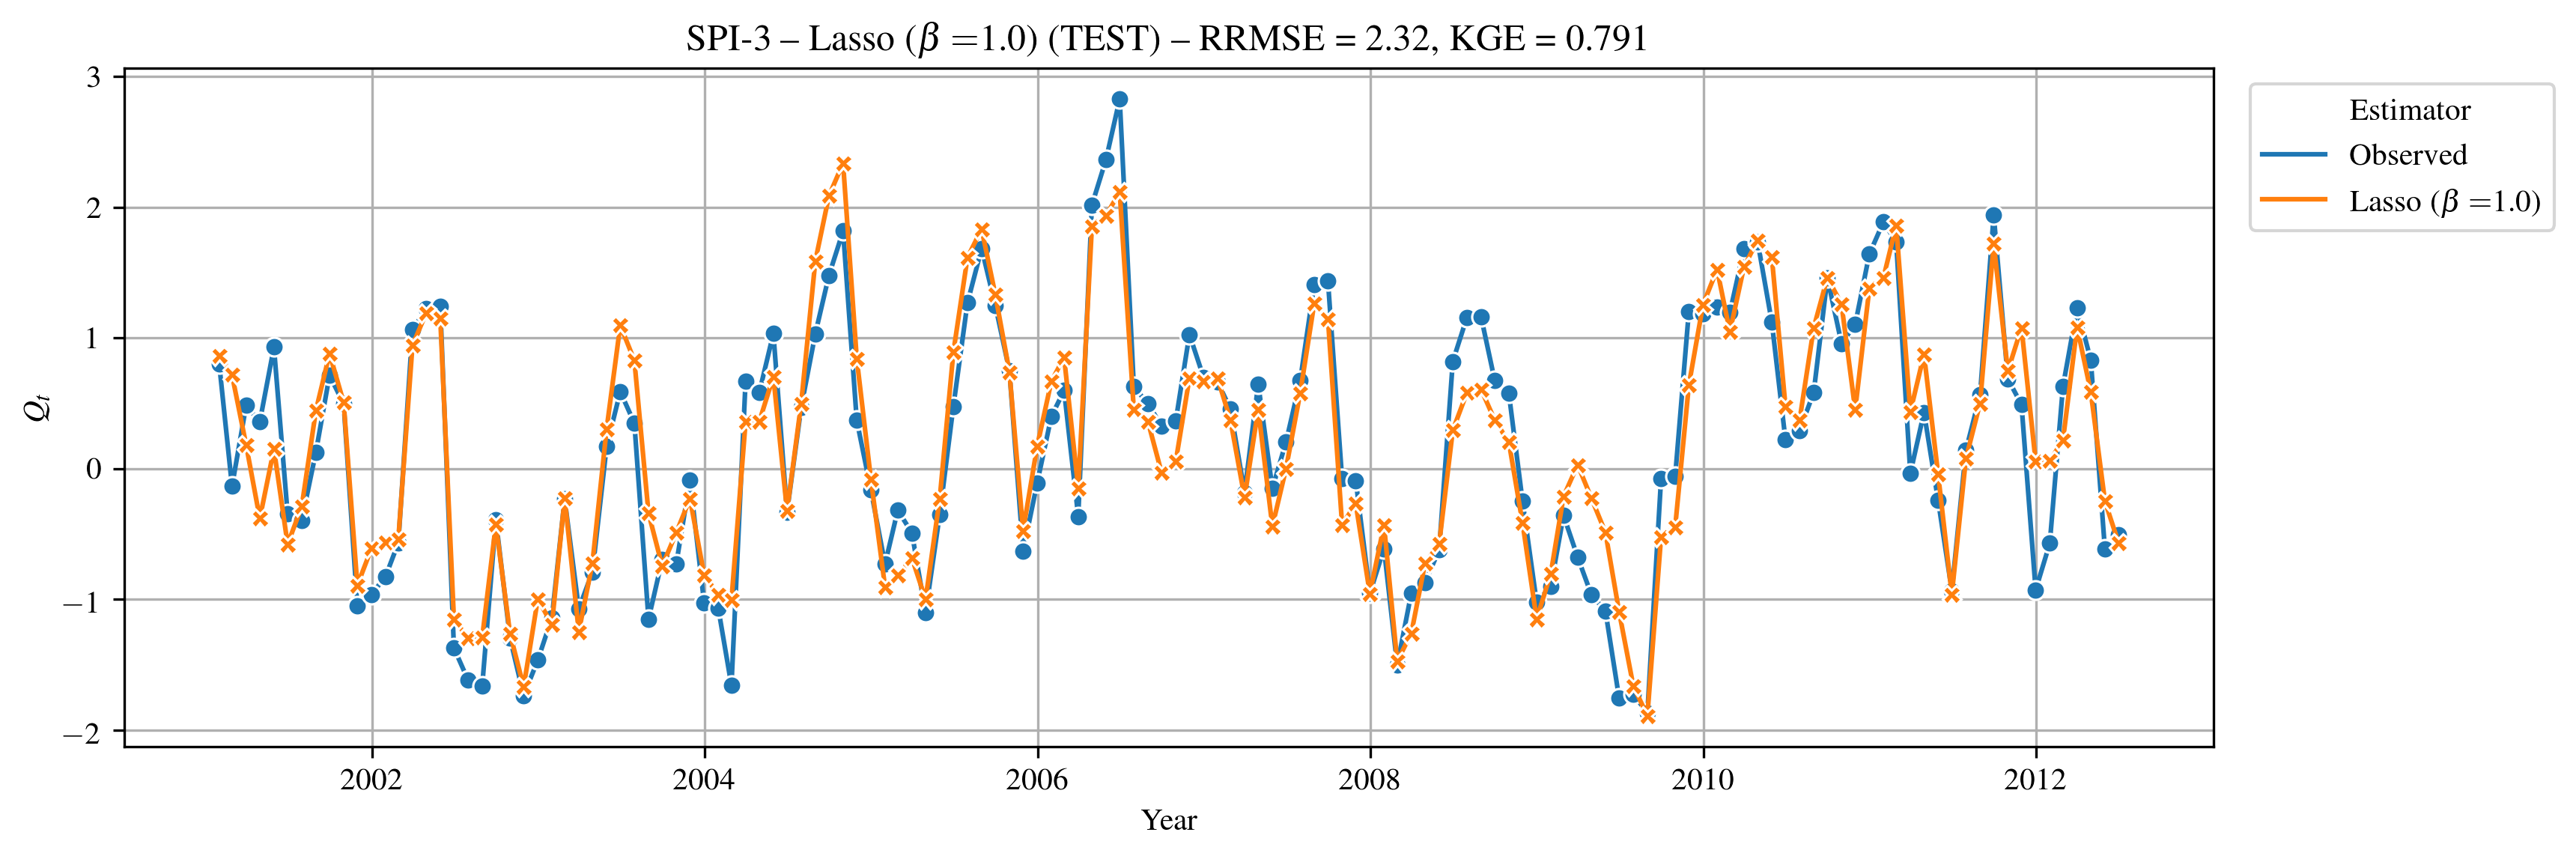 SPI-3 – Lasso (β =1.0) (TEST) – RRMSE = 2.32, KGE = 0.791
3
2
1
0
−1
−2
Qt
2002
2004
2006
2008
2010
2012
Year
Estimator
Observed
Lasso (β =1.0)